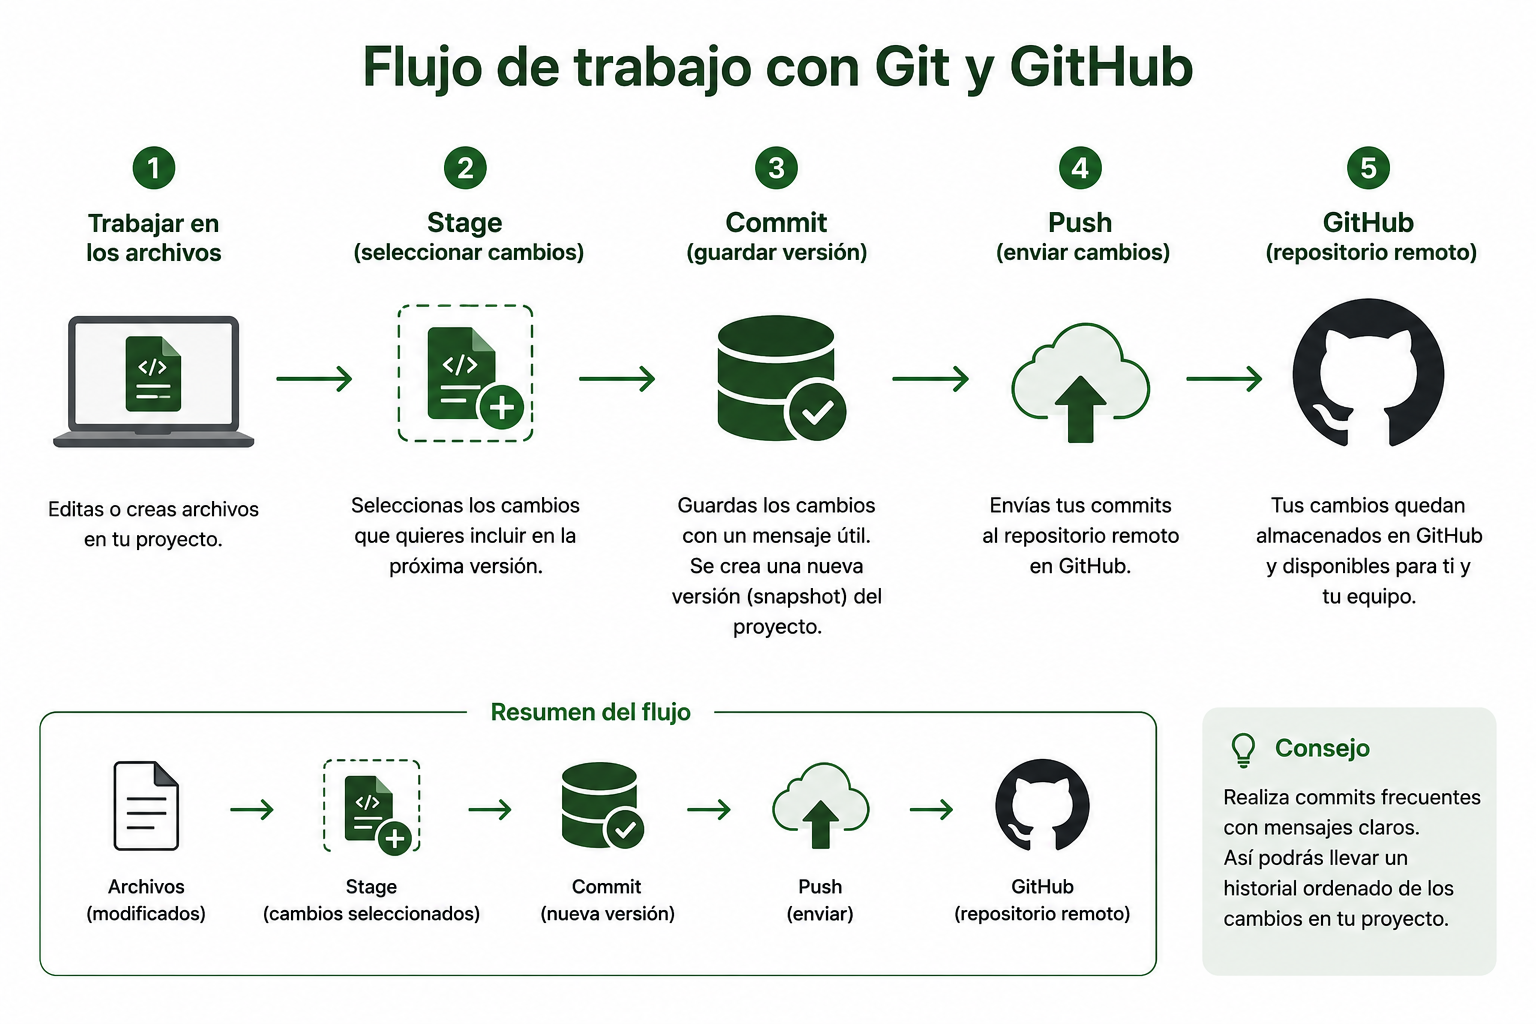 Flujo de trabajo con Git y GitHub
1
Trabajar en
los archivos
</>
Editas o creas archivos
en tu proyecto.
2
Stage
(seleccionar cambios)
</>
Seleccionas los cambios
que quieres incluir en la
próxima versión.
3
Commit
(guardar versión)
Guardas los cambios
con un mensaje útil.
Se crea una nueva
versión (snapshot) del
proyecto.
4
Push
(enviar cambios)
Envías tus commits
al repositorio remoto
en GitHub.
5
GitHub
(repositorio remoto)
Tus cambios quedan
almacenados en GitHub
y disponibles para ti y
tu equipo.
Resumen del flujo
Archivos
(modificados)
</>
Stage
(cambios seleccionados)
Commit
(nueva versión)
Push
(enviar)
GitHub
(repositorio remoto)
Consejo
Realiza commits frecuentes
con mensajes claros.
Así podrás llevar un
historial ordenado de los
cambios en tu proyecto.